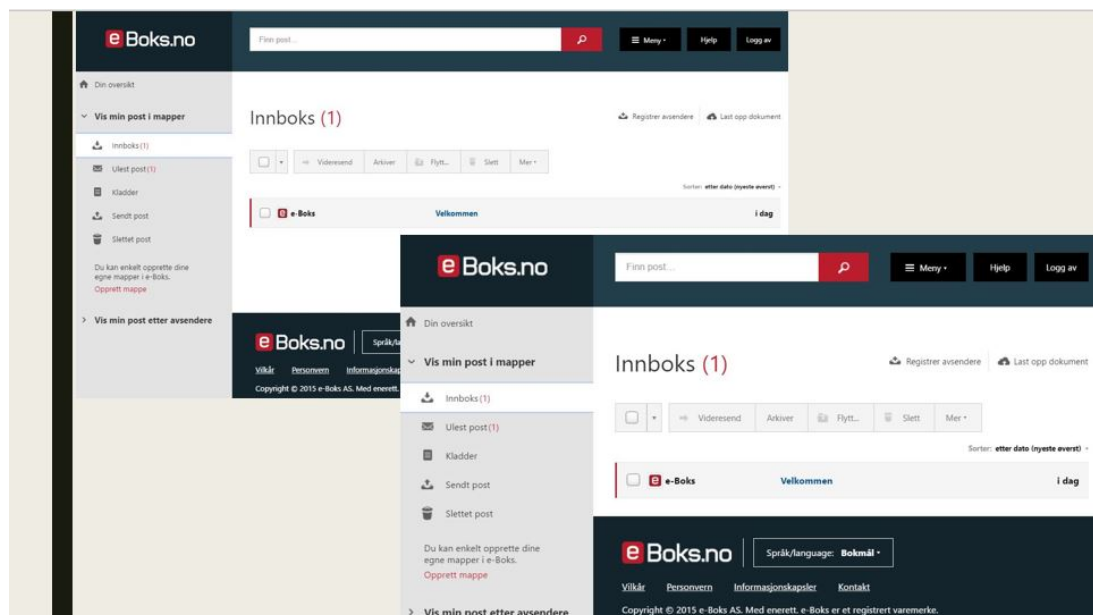 e Boks.no
Finn post...
Meny
Hjelp
Logg av
Din oversikt
Vis min post i mapper
Innboks (1)
Ulest post (1)
Kladder
Sendt post
Slettet post
Du kan enkelt opprette dine
egne mapper i e-Boks.
Opprett mappe
Vis min post etter avsendere
Innboks (1)
Registrer avsendere
Last opp dokument
Videresend
Arkiver
Flytt...
Slett
Mer
Sorter: etter dato (nyeste øverst)
e e-Boks
Velkommen
i dag
e Boks.no
Språk/la
Vilkår
Personvern
Informasjonskap
Copyright © 2015 e-Boks AS. Med enerett.
e Boks.no
Finn post...
Meny
Hjelp
Logg av
Din oversikt
Vis min post i mapper
Innboks (1)
Ulest post (1)
Kladder
Sendt post
Slettet post
Du kan enkelt opprette dine
egne mapper i e-Boks.
Opprett mappe
Vis min post etter avsendere
Innboks (1)
Registrer avsendere
Last opp dokument
Videresend
Arkiver
Flytt...
Slett
Mer
Sorter: etter dato (nyeste øverst)
e e-Boks
Velkommen
i dag
e Boks.no
Språk/language: Bokmål
Vilkår
Personvern
Informasjonskapsler
Kontakt
Copyright © 2015 e-Boks AS. Med enerett. e-Boks er et registrert varemerke.